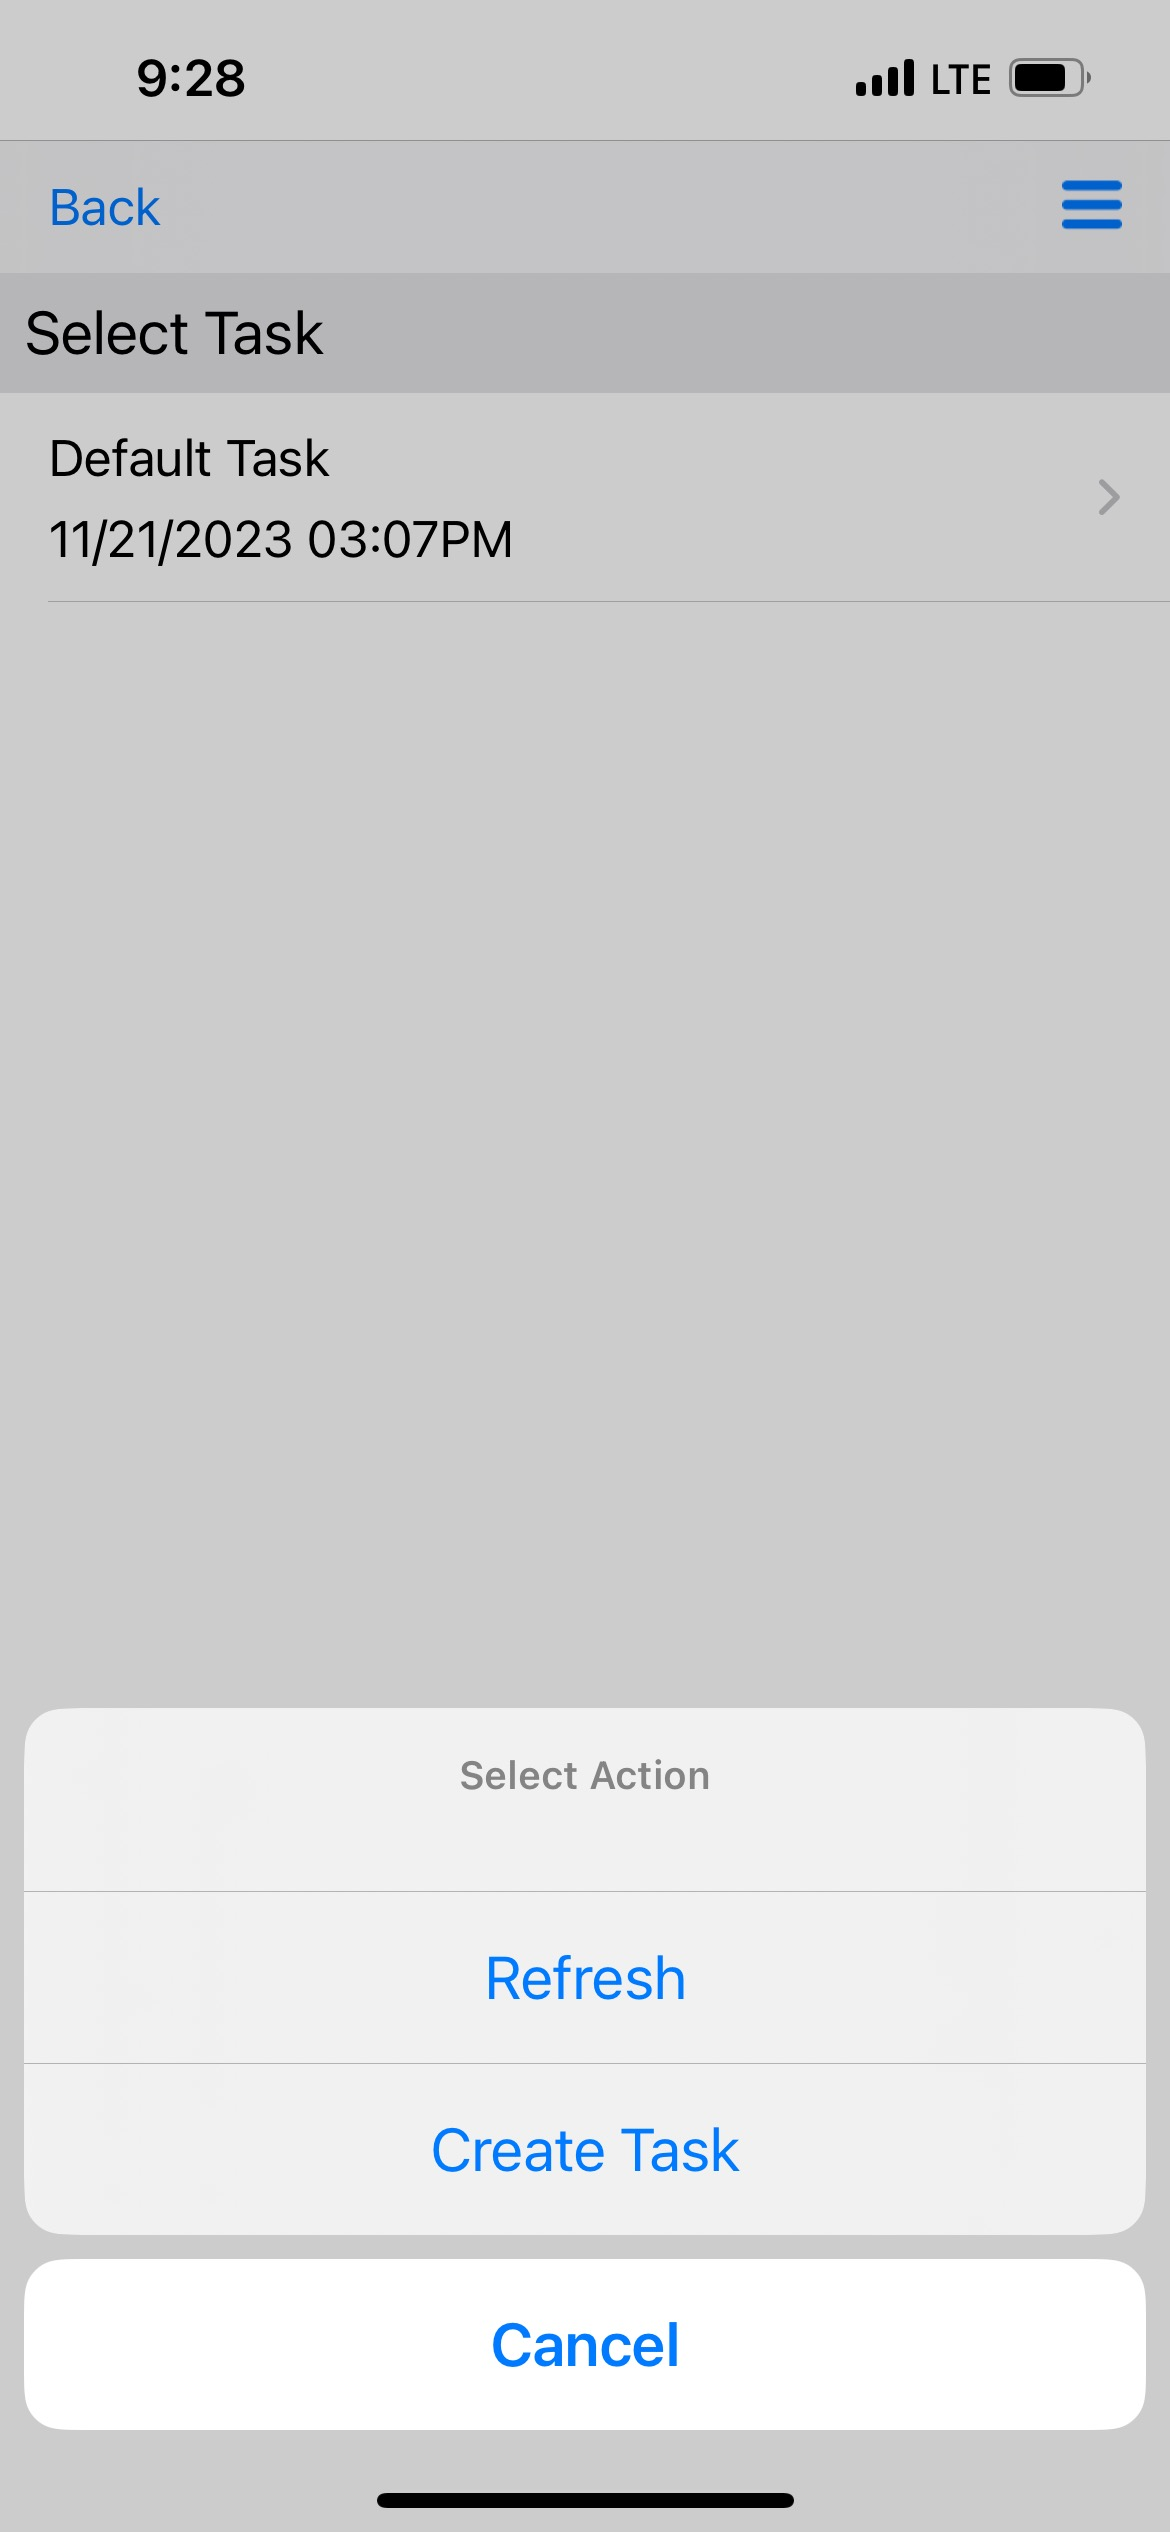 9:28 LTE
Back
Select Task
Default Task
11/21/2023 03:07PM
Select Action
Refresh
Create Task
Cancel